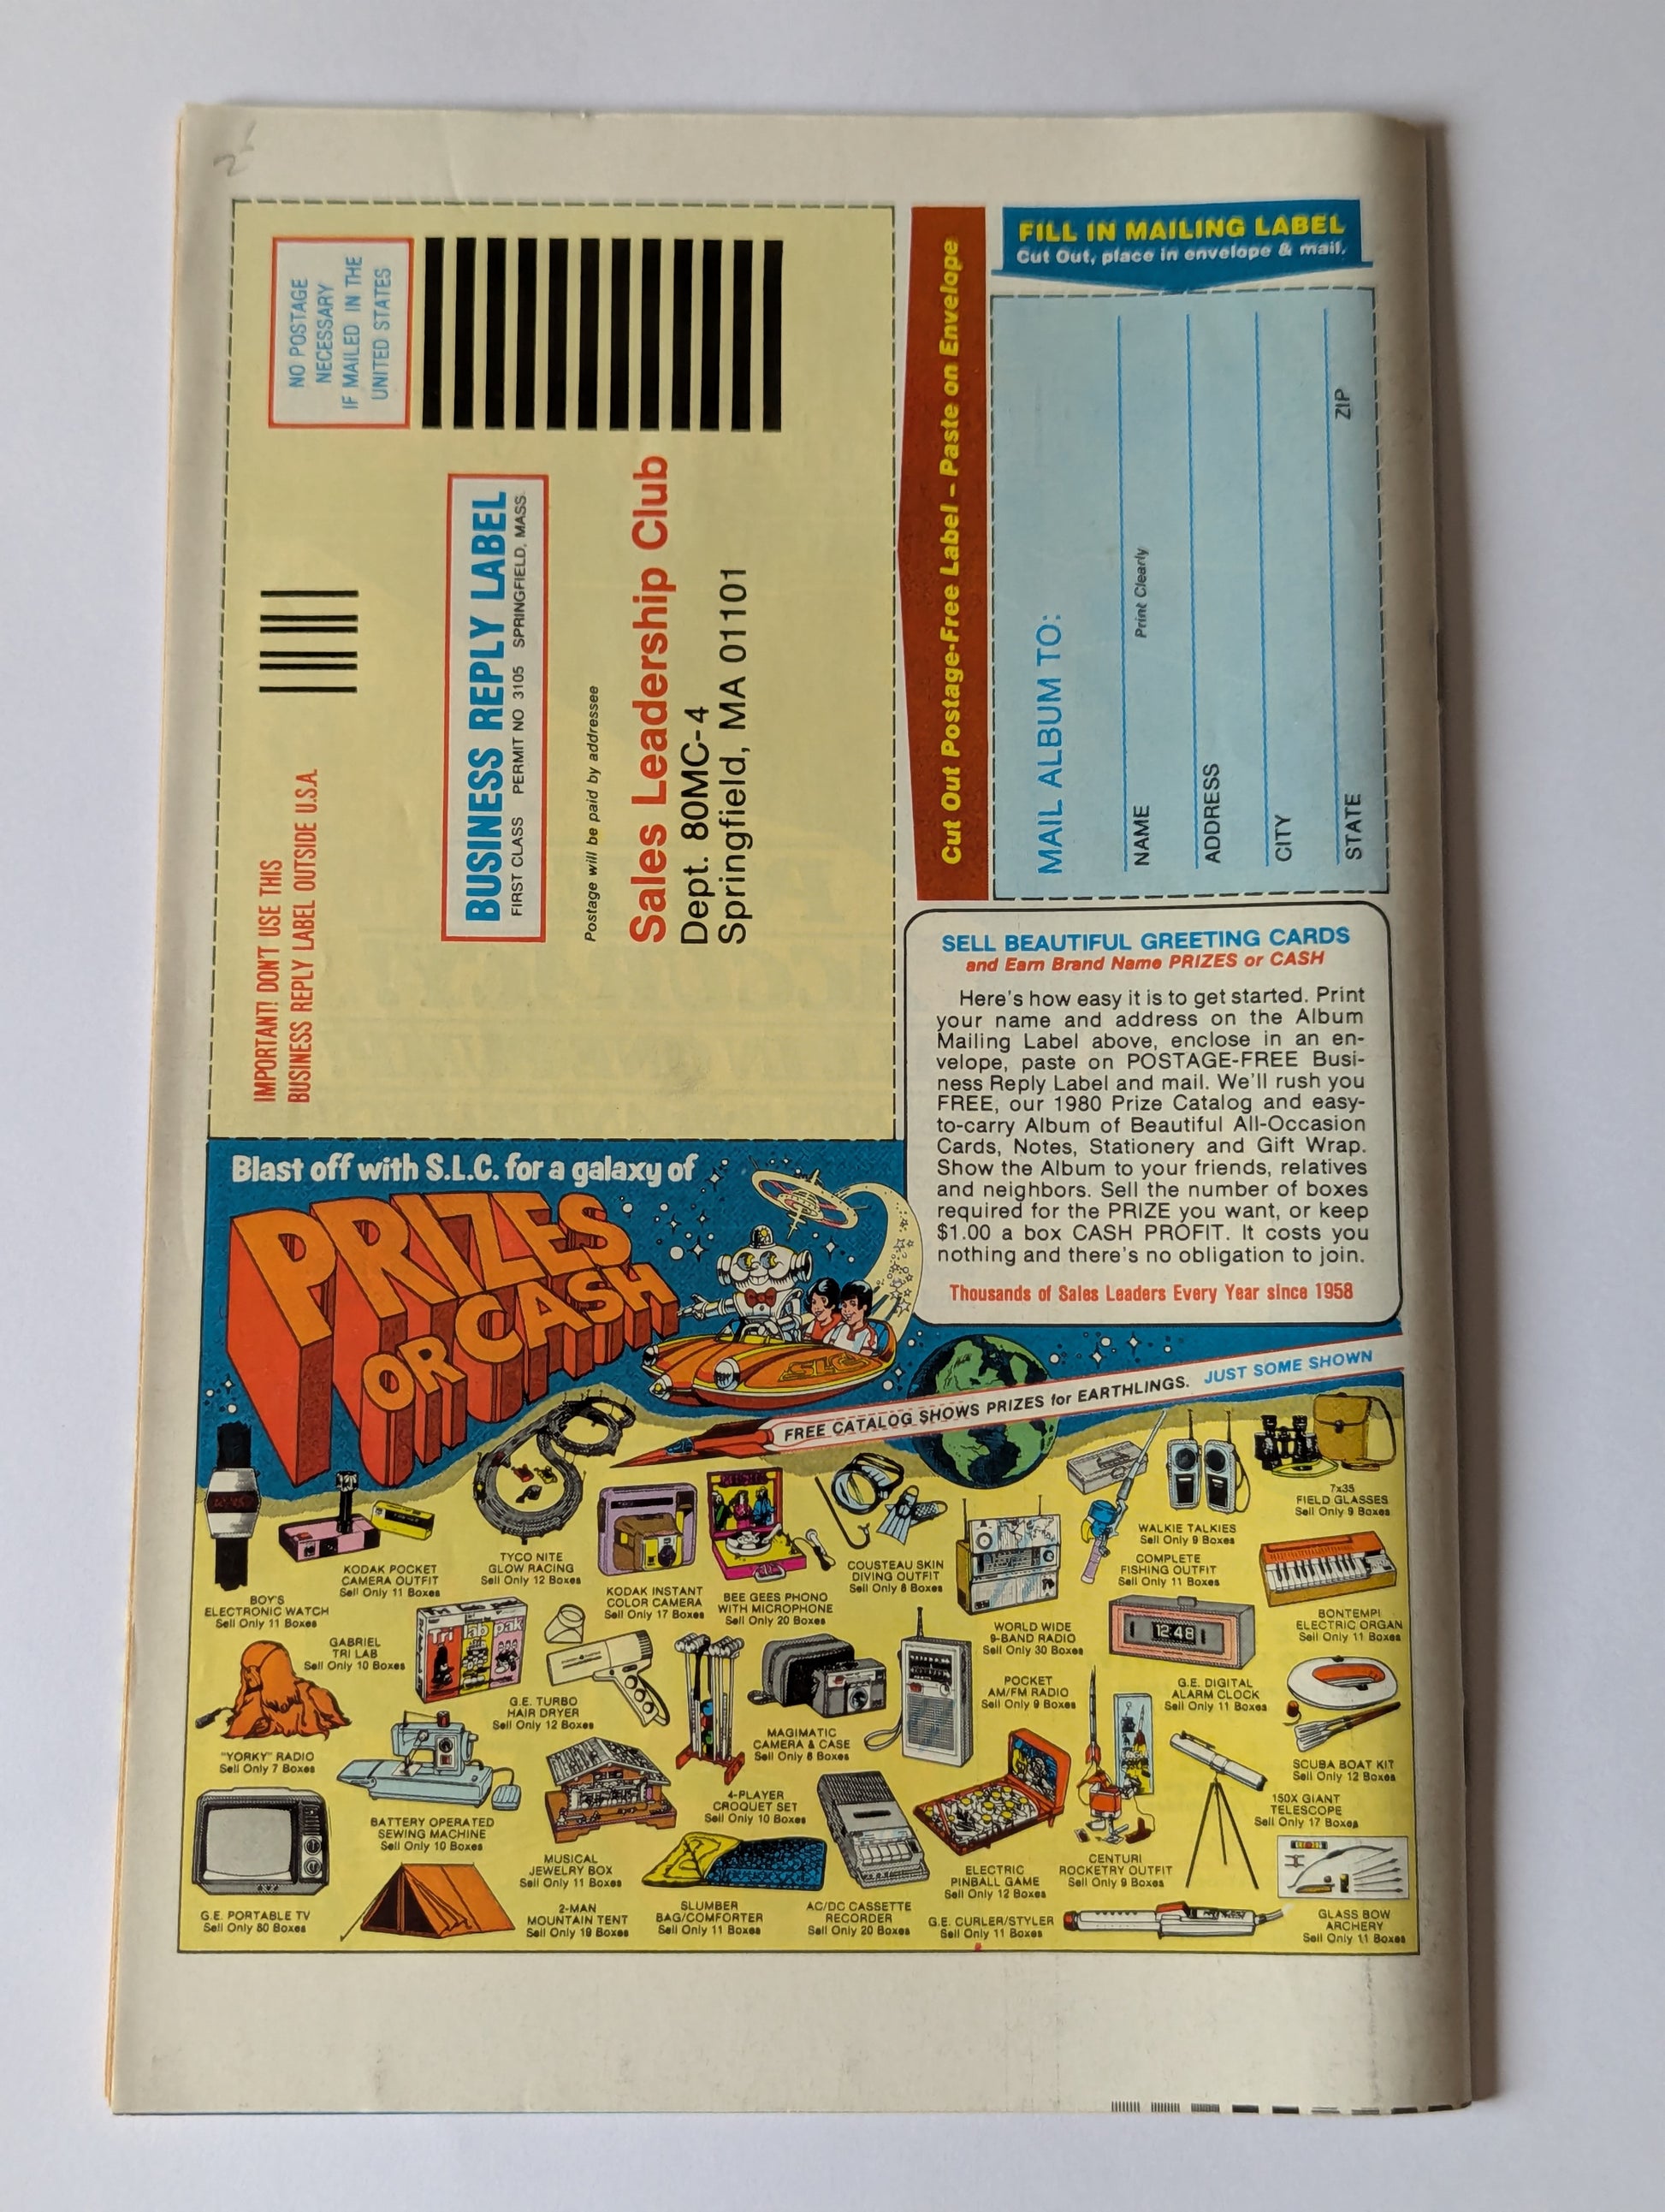 NO POSTAGE
NECESSARY
IF MAILED IN THE
UNITED STATES
IMPORTANT! DON'T USE THIS
BUSINESS REPLY LABEL OUTSIDE U.S.A.
BUSINESS REPLY LABEL
FIRST CLASS PERMIT NO 3105 SPRINGFIELD, MASS.
Postage will be paid by addressee
Sales Leadership Club
Dept. 80MC-4
Springfield, MA 01101
Cut Out Postage-Free Label – Paste on Envelope
FILL IN MAILING LABEL
Cut Out, place in envelope & mail.
MAIL ALBUM TO:
NAME
Print Clearly
ADDRESS
CITY
STATE ZIP
SELL BEAUTIFUL GREETING CARDS
and Earn Brand Name PRIZES or CASH
Here's how easy it is to get started. Print
your name and address on the Album
Mailing Label above, enclose in an en-
velope, paste on POSTAGE-FREE Busi-
ness Reply Label and mail. We'll rush you
FREE, our 1980 Prize Catalog and easy-
to-carry Album of Beautiful All-Occasion
Cards, Notes, Stationery and Gift Wrap.
Show the Album to your friends, relatives
and neighbors. Sell the number of boxes
required for the PRIZE you want, or keep
$1.00 a box CASH PROFIT. It costs you
nothing and there's no obligation to join.
Thousands of Sales Leaders Every Year since 1958
Blast off with S.L.C. for a galaxy of
PRIZES
OR CASH
SLC
FREE CATALOG SHOWS PRIZES for EARTHLINGS. JUST SOME SHOWN
BOY'S
ELECTRONIC WATCH
Sell Only 11 Boxes
KODAK POCKET
CAMERA OUTFIT
Sell Only 11 Boxes
TYCO NITE
GLOW RACING
Sell Only 12 Boxes
KODAK INSTANT
COLOR CAMERA
Sell Only 17 Boxes
BEE GEES PHONO
WITH MICROPHONE
Sell Only 20 Boxes
COUSTEAU SKIN
DIVING OUTFIT
Sell Only 8 Boxes
WORLD WIDE
9-BAND RADIO
Sell Only 30 Boxes
COMPLETE
FISHING OUTFIT
Sell Only 11 Boxes
WALKIE TALKIES
Sell Only 9 Boxes
7x35
FIELD GLASSES
Sell Only 9 Boxes
BONTEMPI
ELECTRIC ORGAN
Sell Only 11 Boxes
GABRIEL
TRI LAB
Sell Only 10 Boxes
Tri lab pak
G.E. TURBO
HAIR DRYER
Sell Only 12 Boxes
MAGIMATIC
CAMERA & CASE
Sell Only 8 Boxes
POCKET
AM/FM RADIO
Sell Only 9 Boxes
12:48
G.E. DIGITAL
ALARM CLOCK
Sell Only 11 Boxes
SCUBA BOAT KIT
Sell Only 12 Boxes
"YORKY" RADIO
Sell Only 7 Boxes
BATTERY OPERATED
SEWING MACHINE
Sell Only 10 Boxes
MUSICAL
JEWELRY BOX
Sell Only 11 Boxes
4-PLAYER
CROQUET SET
Sell Only 10 Boxes
ELECTRIC
PINBALL GAME
Sell Only 12 Boxes
CENTURI
ROCKETRY OUTFIT
Sell Only 9 Boxes
150X GIANT
TELESCOPE
Sell Only 17 Boxes
G.E. PORTABLE TV
Sell Only 80 Boxes
2-MAN
MOUNTAIN TENT
Sell Only 19 Boxes
SLUMBER
BAG/COMFORTER
Sell Only 11 Boxes
AC/DC CASSETTE
RECORDER
Sell Only 20 Boxes
G.E. CURLER/STYLER
Sell Only 11 Boxes
GLASS BOW
ARCHERY
Sell Only 11 Boxes